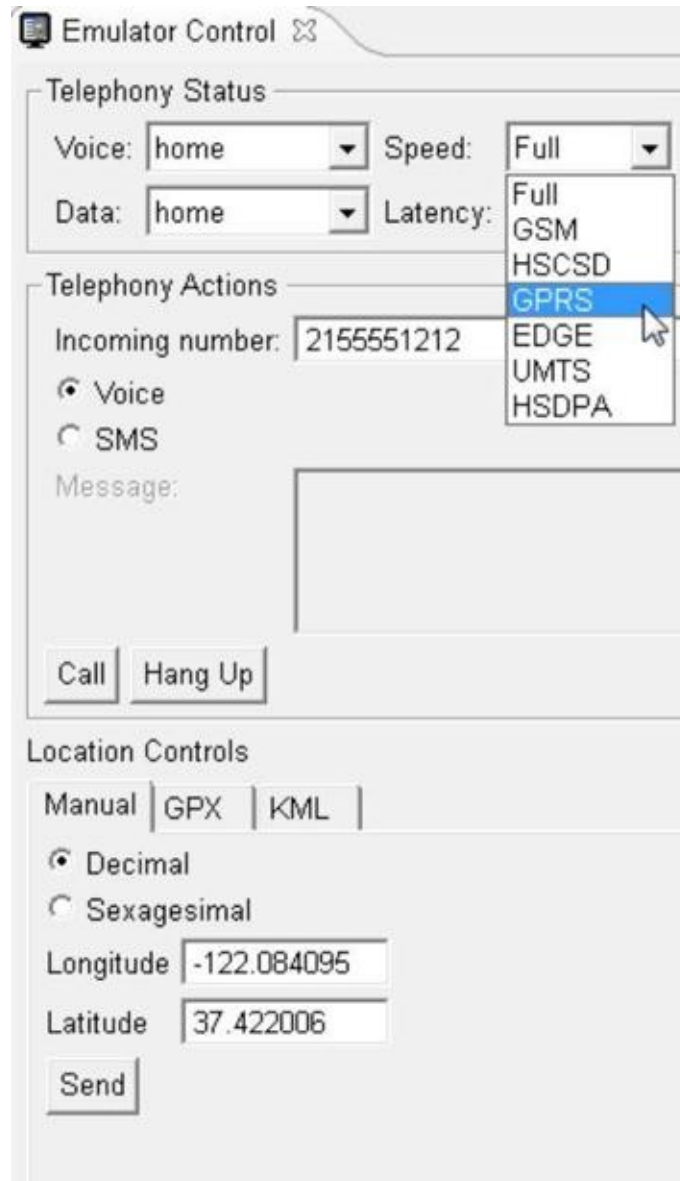 Emulator Control
Telephony Status
Voice: home Speed: Full
Data: home Latency:
Full
GSM
HSCSD
GPRS
EDGE
UMTS
HSDPA
Telephony Actions
Incoming number: 2155551212
Voice
SMS
Message:
Call Hang Up
Location Controls
Manual GPX KML
Decimal
Sexagesimal
Longitude -122.084095
Latitude 37.422006
Send